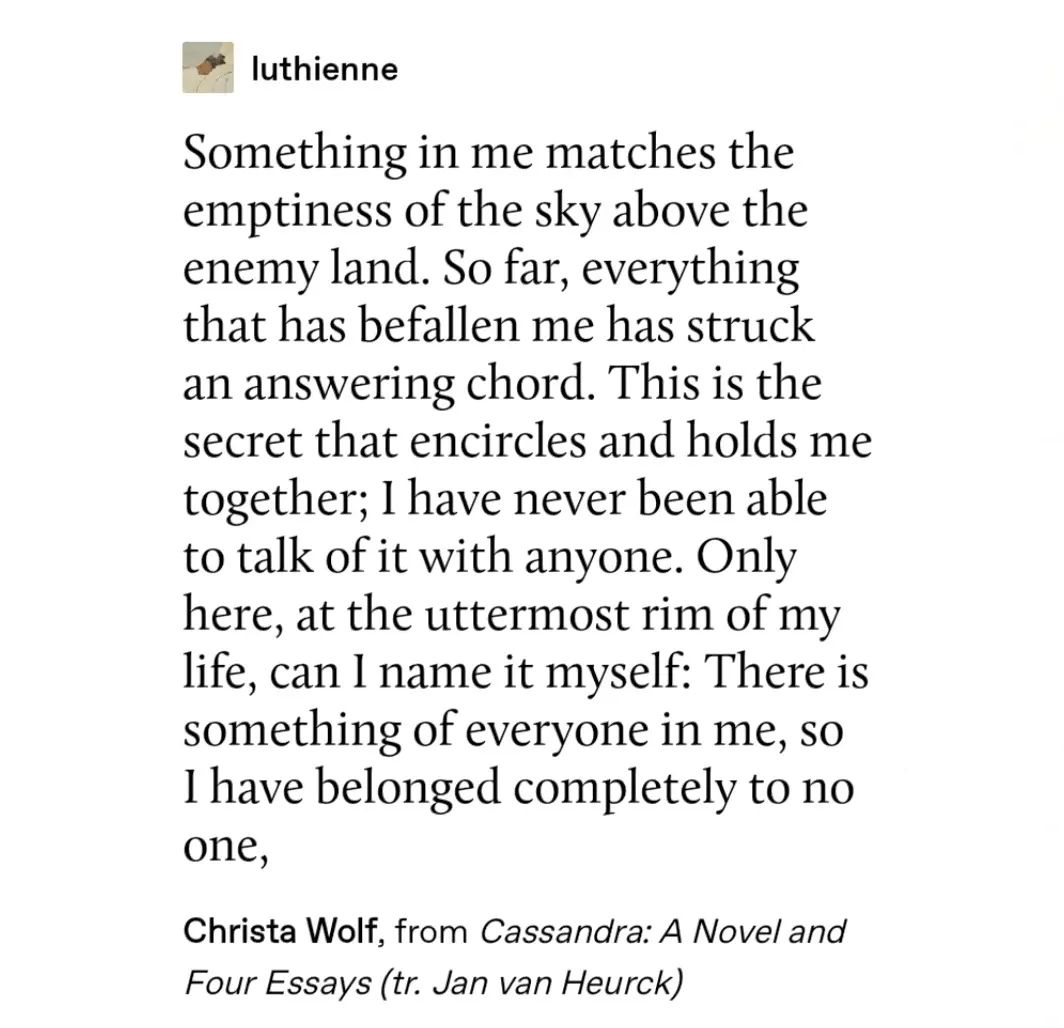 luthienne
Something in me matches the
emptiness of the sky above the
enemy land. So far, everything
that has befallen me has struck
an answering chord. This is the
secret that encircles and holds me
together; I have never been able
to talk of it with anyone. Only
here, at the uttermost rim of my
life, can I name it myself: There is
something of everyone in me, so
I have belonged completely to no
one,
Christa Wolf, from Cassandra: A Novel and
Four Essays (tr. Jan van Heurck)